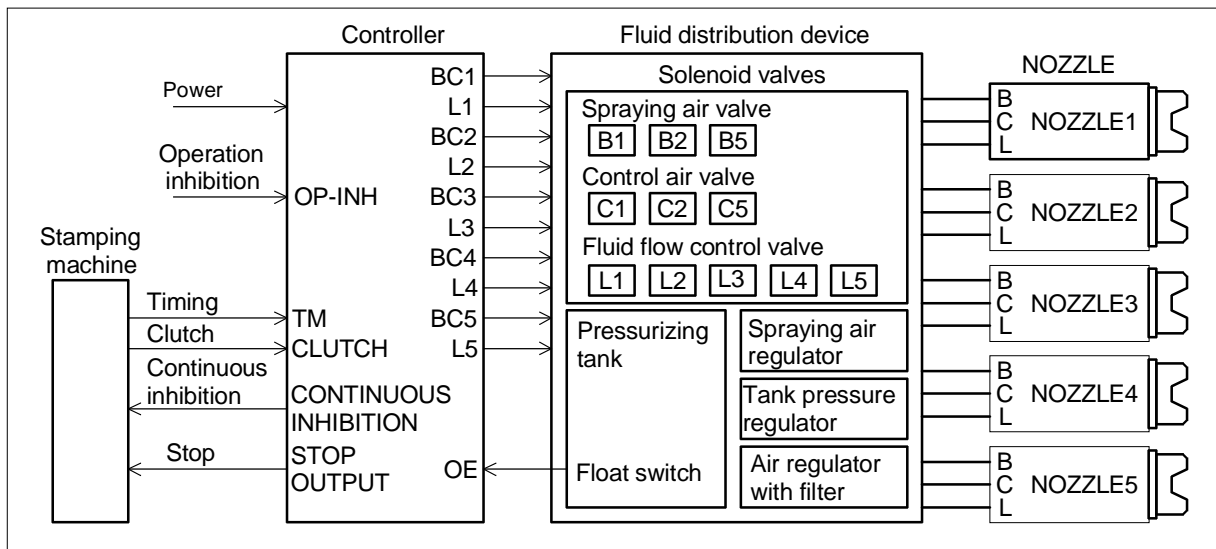 Controller
Fluid distribution device
NOZZLE
Power
Operation
inhibition
OP-INH
Stamping
machine
Timing
Clutch
Continuous
inhibition
Stop
TM
CLUTCH
CONTINUOUS
INHIBITION
STOP
OUTPUT
BC1
L1
BC2
L2
BC3
L3
BC4
L4
BC5
L5
OE
Solenoid valves
Spraying air valve
B1 B2 B5
Control air valve
C1 C2 C5
Fluid flow control valve
L1 L2 L3 L4 L5
Pressurizing
tank
Float switch
Spraying air
regulator
Tank pressure
regulator
Air regulator
with filter
B
C NOZZLE1
L
B
C NOZZLE2
L
B
C NOZZLE3
L
B
C NOZZLE4
L
B
C NOZZLE5
L